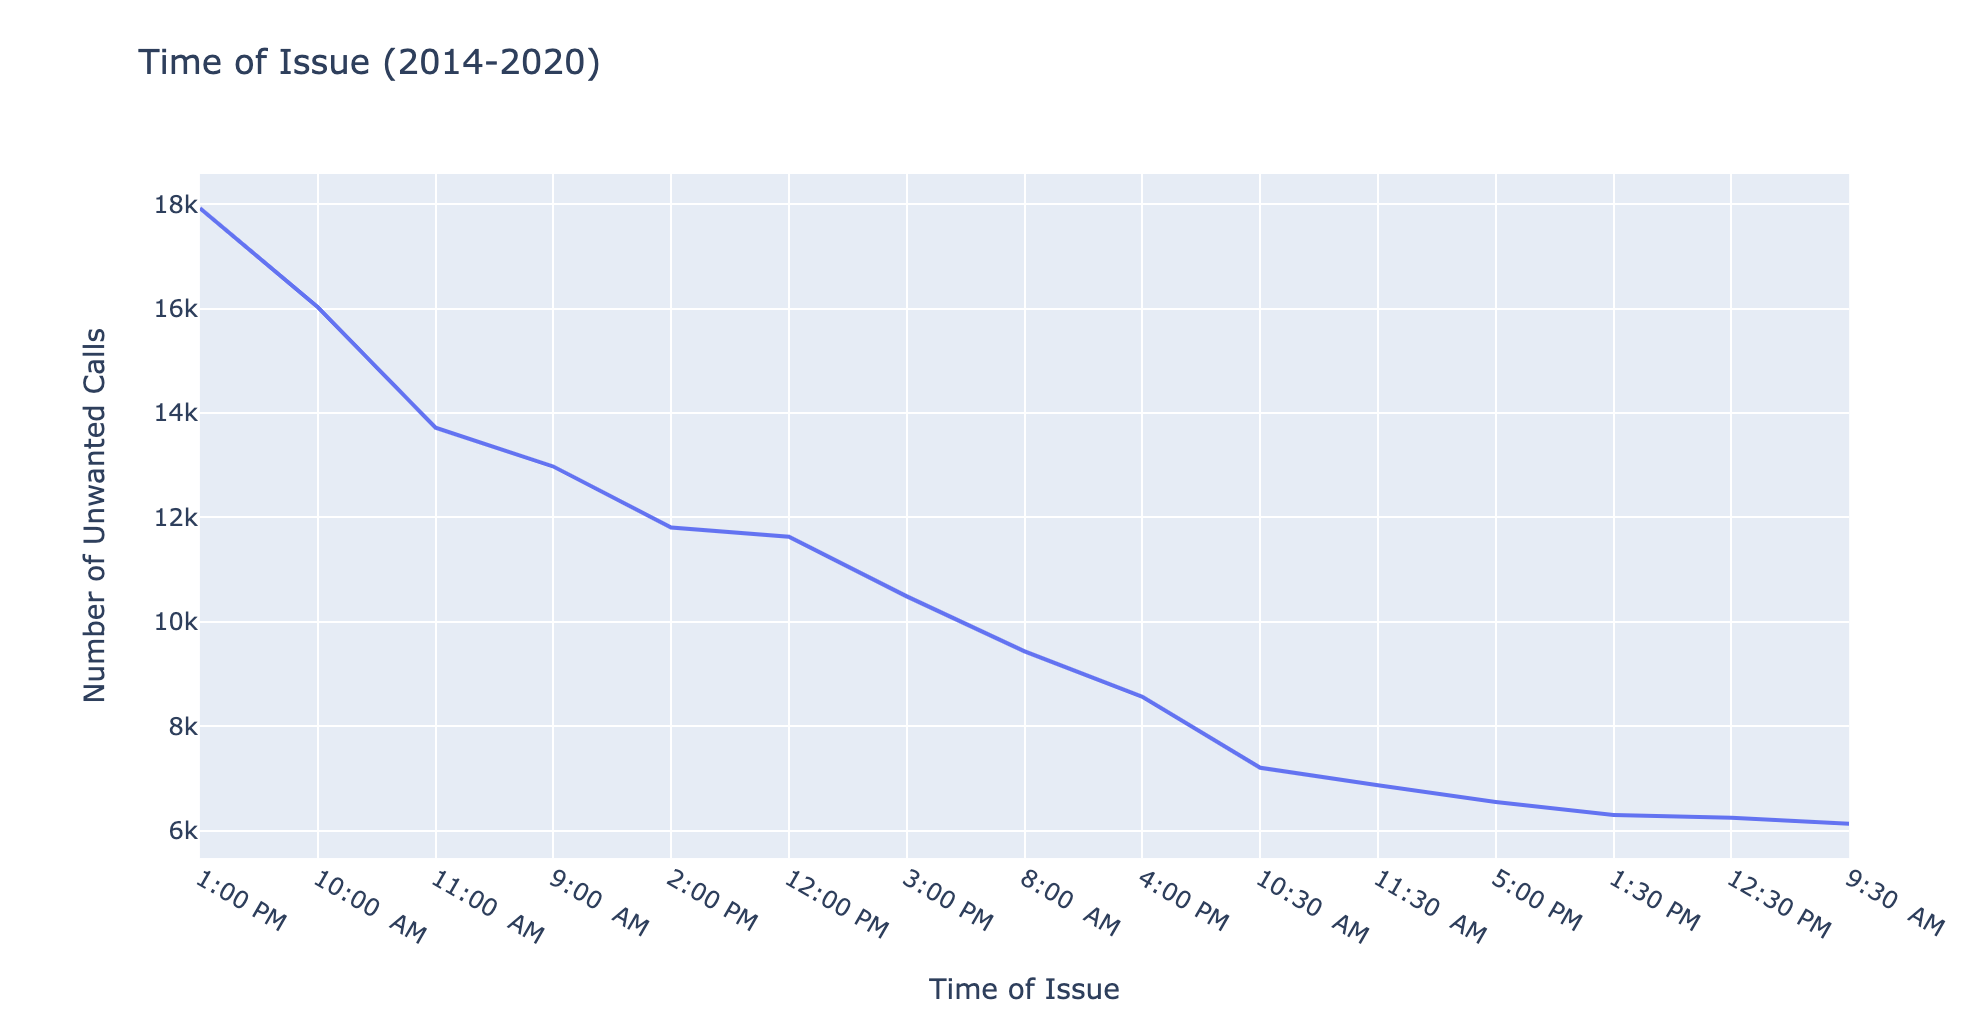 Time of Issue (2014-2020)
Number of Unwanted Calls
18k
16k
14k
12k
10k
8k
6k
1:00 PM
10:00  AM
11:00  AM
9:00  AM
2:00 PM
12:00 PM
3:00 PM
8:00  AM
4:00 PM
10:30  AM
11:30  AM
5:00 PM
1:30 PM
12:30 PM
9:30  AM
Time of Issue